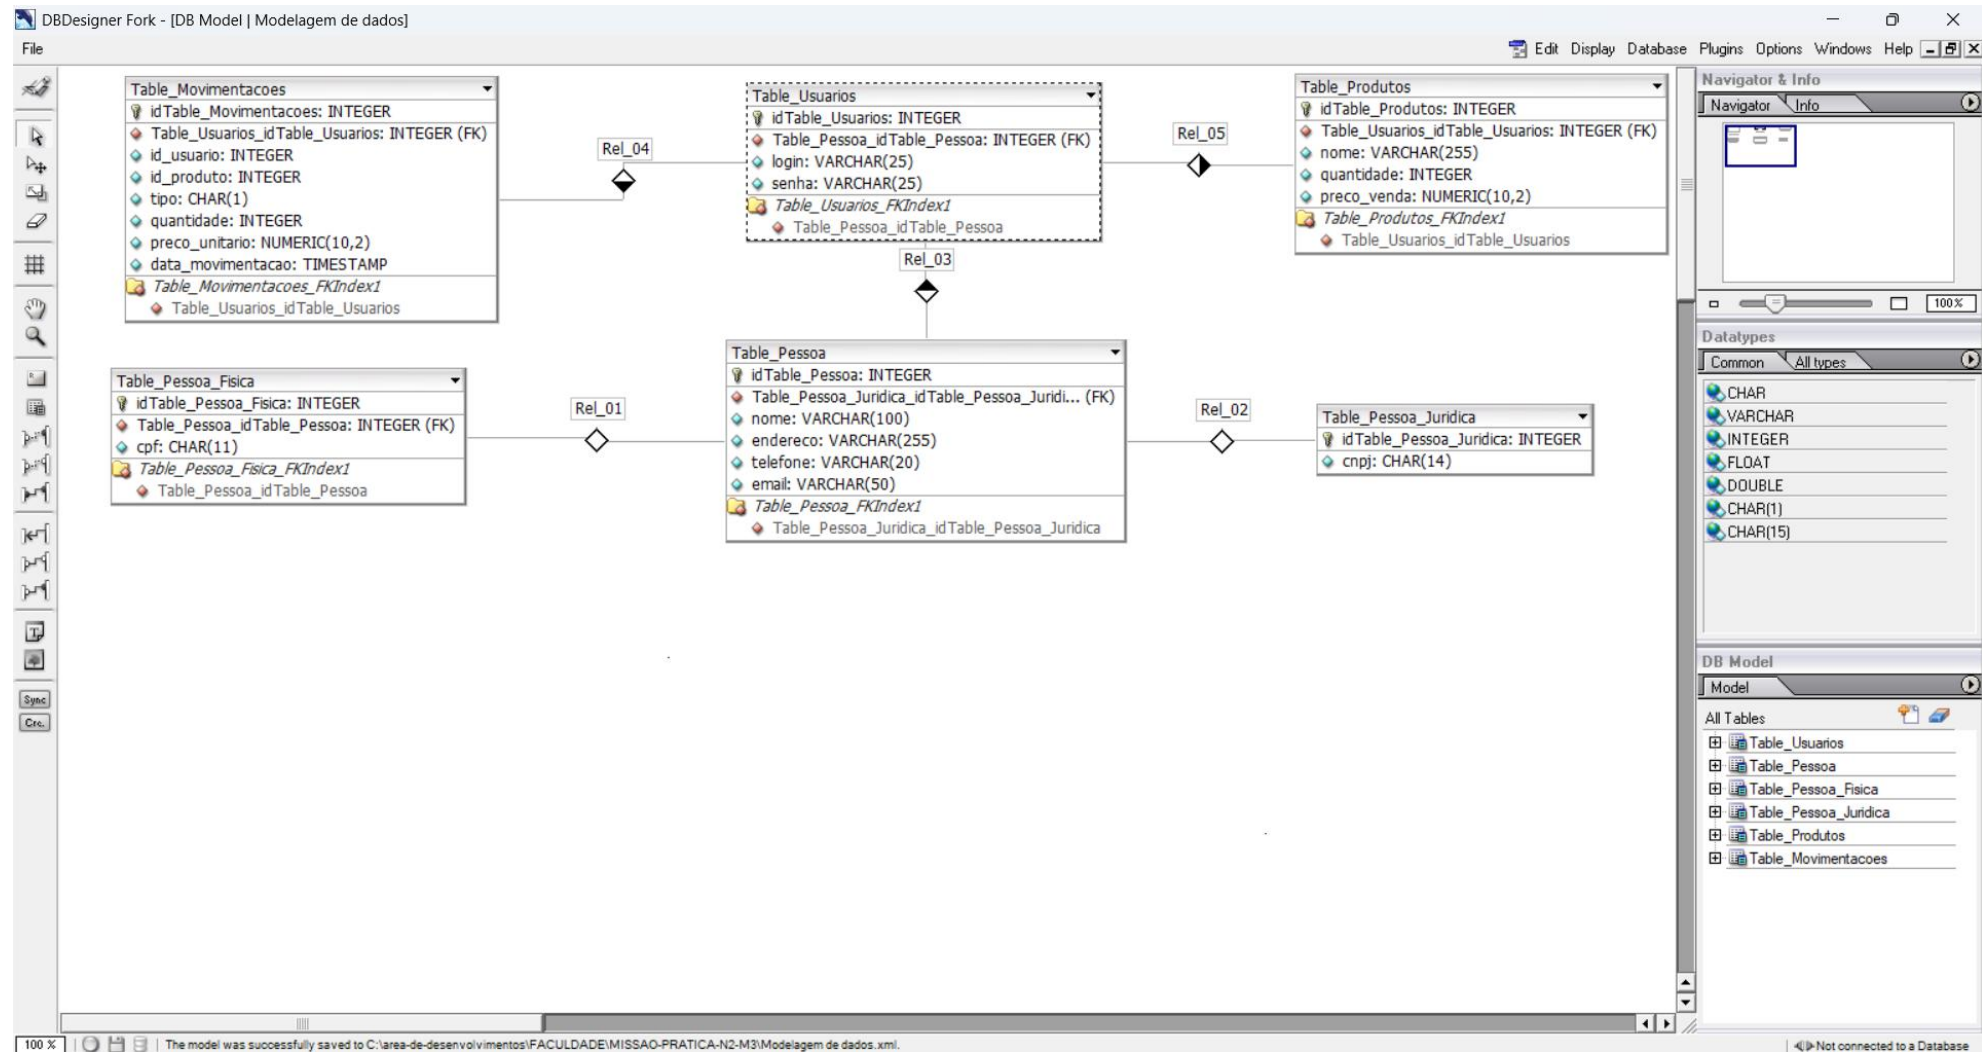 DBDesigner Fork - [DB Model | Modelagem de dados]
File
Edit Display Database Plugins Options Windows Help
Table_Movimentacoes
idTable_Movimentacoes: INTEGER
Table_Usuarios_idTable_Usuarios: INTEGER (FK)
id_usuario: INTEGER
id_produto: INTEGER
tipo: CHAR(1)
quantidade: INTEGER
preco_unitario: NUMERIC(10,2)
data_movimentacao: TIMESTAMP
Table_Movimentacoes_FKIndex1
Table_Usuarios_idTable_Usuarios
Rel_04
Table_Usuarios
idTable_Usuarios: INTEGER
Table_Pessoa_idTable_Pessoa: INTEGER (FK)
login: VARCHAR(25)
senha: VARCHAR(25)
Table_Usuarios_FKIndex1
Table_Pessoa_idTable_Pessoa
Rel_05
Table_Produtos
idTable_Produtos: INTEGER
Table_Usuarios_idTable_Usuarios: INTEGER (FK)
nome: VARCHAR(255)
quantidade: INTEGER
preco_venda: NUMERIC(10,2)
Table_Produtos_FKIndex1
Table_Usuarios_idTable_Usuarios
Rel_03
Table_Pessoa_Fisica
idTable_Pessoa_Fisica: INTEGER
Table_Pessoa_idTable_Pessoa: INTEGER (FK)
cpf: CHAR(11)
Table_Pessoa_Fisica_FKIndex1
Table_Pessoa_idTable_Pessoa
Rel_01
Table_Pessoa
idTable_Pessoa: INTEGER
Table_Pessoa_Juridica_idTable_Pessoa_Juridi... (FK)
nome: VARCHAR(100)
endereco: VARCHAR(255)
telefone: VARCHAR(20)
email: VARCHAR(50)
Table_Pessoa_FKIndex1
Table_Pessoa_Juridica_idTable_Pessoa_Juridica
Rel_02
Table_Pessoa_Juridica
idTable_Pessoa_Juridica: INTEGER
cnpj: CHAR(14)
Navigator & Info
Navigator Info
100%
Datatypes
Common All types
CHAR
VARCHAR
INTEGER
FLOAT
DOUBLE
CHAR(1)
CHAR(15)
DB Model
Model
All Tables
Table_Usuarios
Table_Pessoa
Table_Pessoa_Fisica
Table_Pessoa_Juridica
Table_Produtos
Table_Movimentacoes
Sync
Cre.
100 %
The model was successfully saved to C:\area-de-desenvolvimentos\FACULDADE\MISSAO-PRATICA-N2-M3\Modelagem de dados.xml.
Not connected to a Database